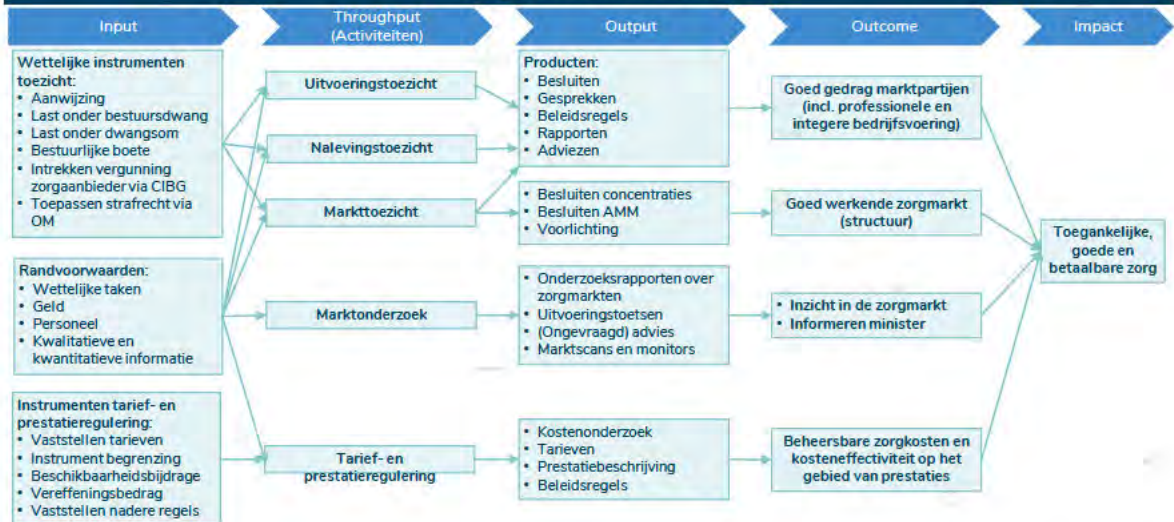 Input
Throughput
(Activiteiten)
Output
Outcome
Impact
Wettelijke instrumenten
toezicht:
• Aanwijzing
• Last onder bestuursdwang
• Last onder dwangsom
• Bestuurlijke boete
• Intrekken vergunning
zorgaanbieder via CIBG
• Toepassen strafrecht via
OM
Randvoorwaarden:
• Wettelijke taken
• Geld
• Personeel
• Kwalitatieve en
kwantitatieve informatie
Instrumenten tarief- en
prestatieregulering:
• Vaststellen tarieven
• Instrument begrenzing
• Beschikbaarheidsbijdrage
• Vereffeningsbedrag
• Vaststellen nadere regels
Uitvoeringstoezicht
Nalevingstoezicht
Markttoezicht
Marktonderzoek
Tarief- en
prestatieregulering
Producten:
• Besluiten
• Gesprekken
• Beleidsregels
• Rapporten
• Adviezen
• Besluiten concentraties
• Besluiten AMM
• Voorlichting
• Onderzoeksrapporten over
zorgmarkten
• Uitvoeringstoetsen
• (Ongevraagd) advies
• Marktscans en monitors
• Kostenonderzoek
• Tarieven
• Prestatiebeschrijving
• Beleidsregels
Goed gedrag marktpartijen
(incl. professionele en
integere bedrijfsvoering)
Goed werkende zorgmarkt
(structuur)
• Inzicht in de zorgmarkt
• Informeren minister
Beheersbare zorgkosten en
kosteneffectiviteit op het
gebied van prestaties
Toegankelijke,
goede en
betaalbare zorg